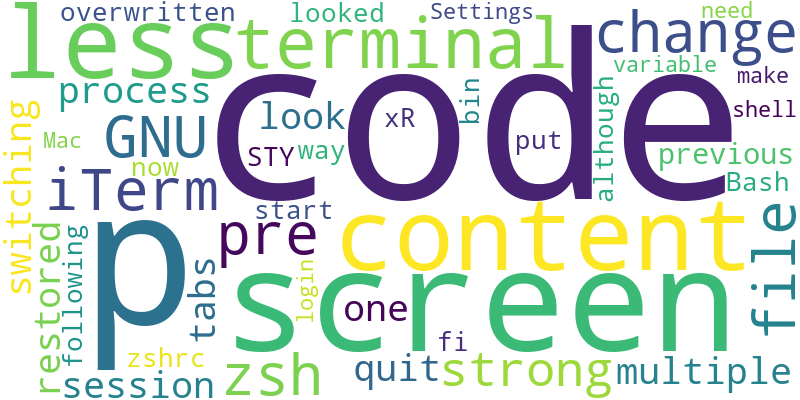 overwritten
looked
Settings
need
less
terminal
change
code
variable
make
process
GNU
look
xR
bin
although
shell
put
STY
way
previous
Mac
now
Bash
switching
iTerm
start
pre
content
file
restored
following
p
tabs
screen
login
one
zshrc
zsh
fi
quit
strong
multiple
session